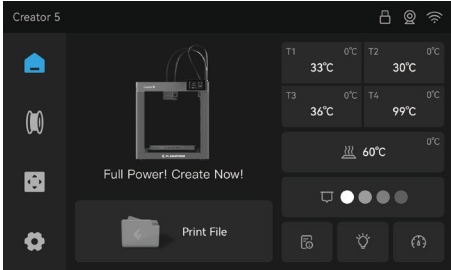 Creator 5
T1 0°C
33°C
T2 0°C
30°C
T3 0°C
36°C
T4 0°C
99°C
0°C
60°C
Full Power! Create Now!
Print File